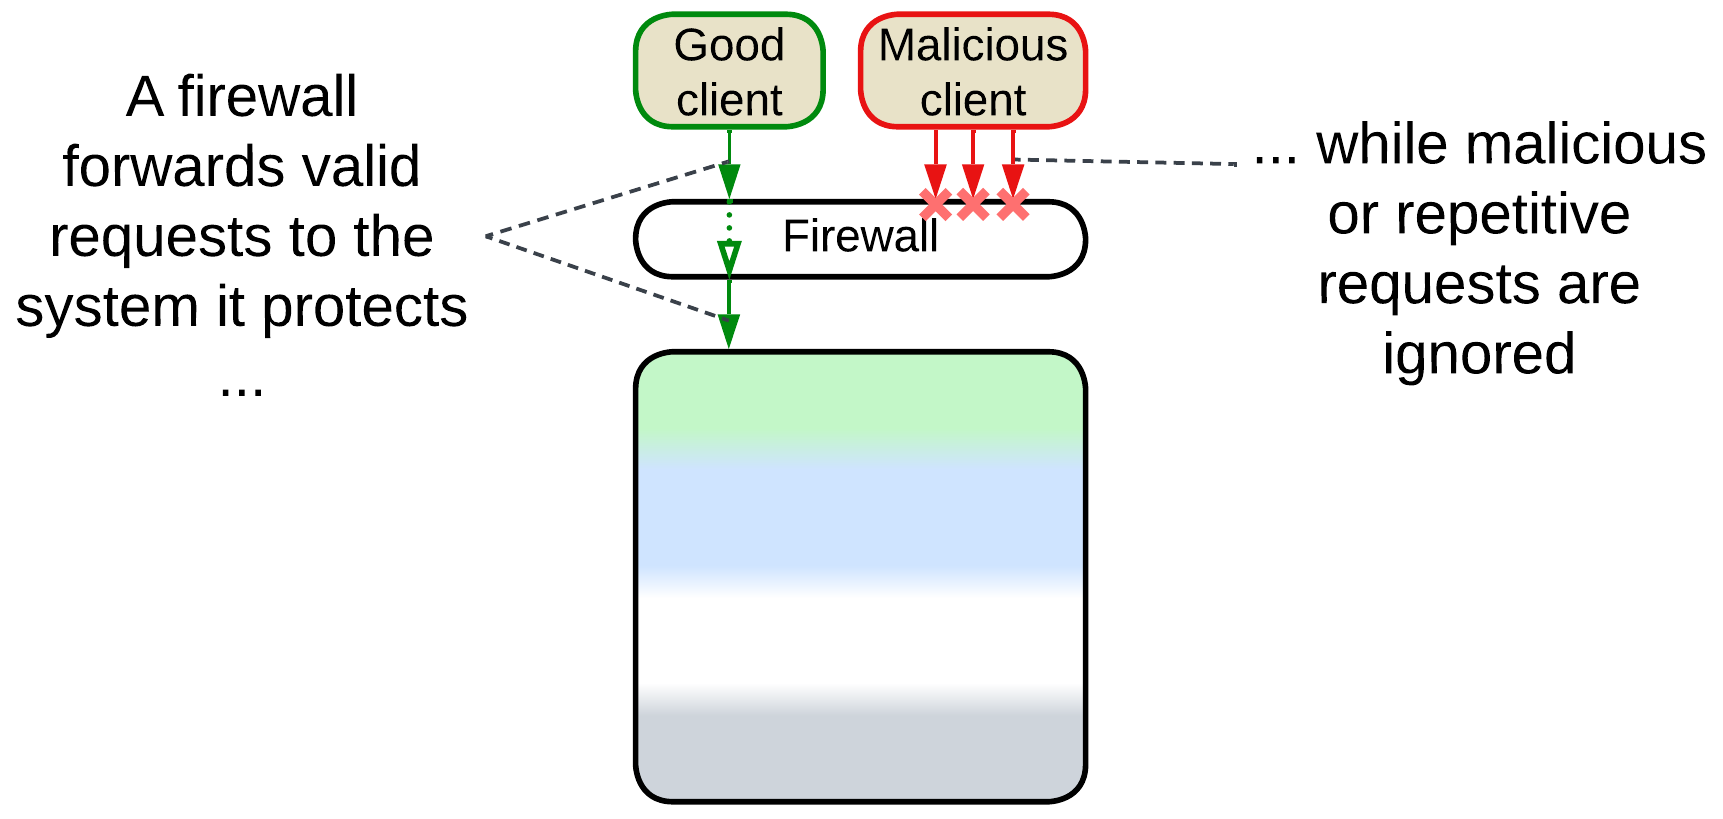 A firewall
forwards valid
requests to the
system it protects
...
Good
client
Malicious
client
Firewall
... while malicious
or repetitive
requests are
ignored